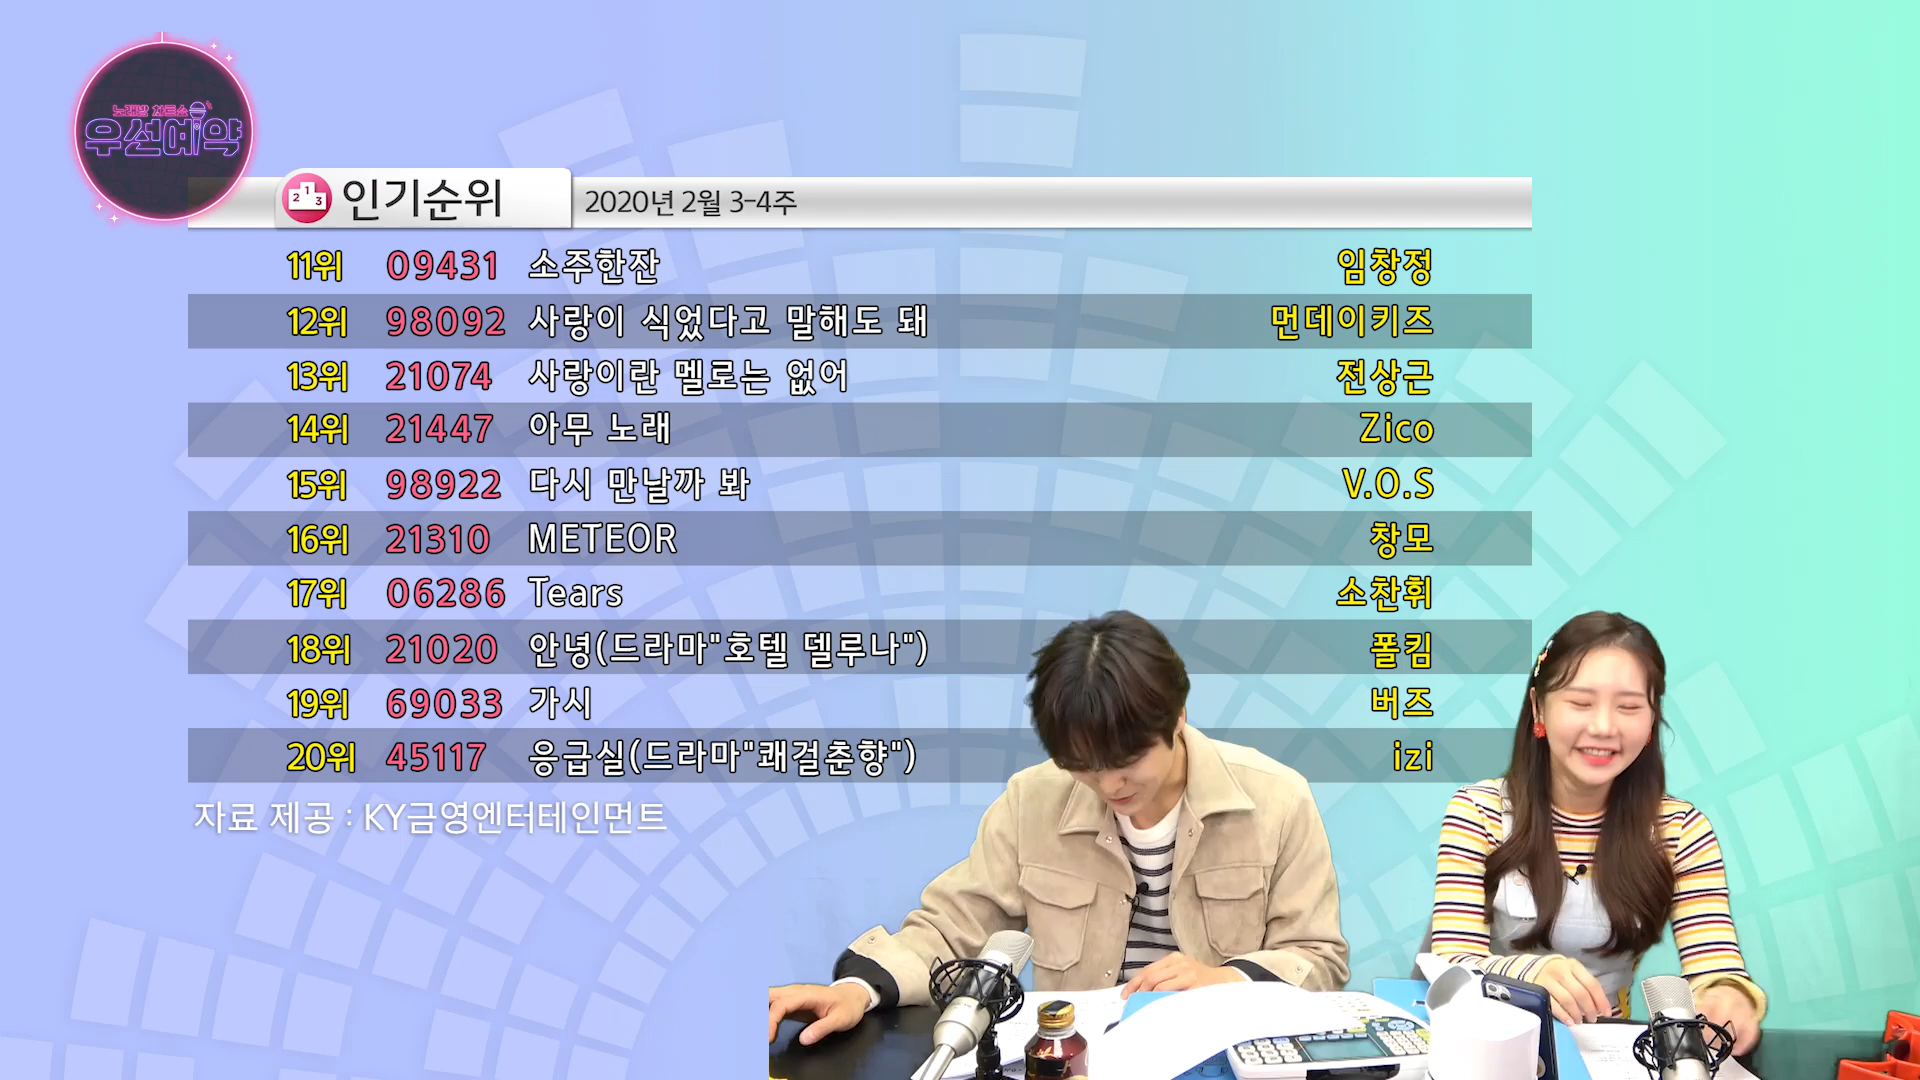 노래방 차트쇼
우선예약
인기순위 2020년 2월 3-4주
11위 09431 소주한잔 임창정
12위 98092 사랑이 식었다고 말해도 돼 먼데이키즈
13위 21074 사랑이란 멜로는 없어 전상근
14위 21447 아무 노래 Zico
15위 98922 다시 만날까 봐 V.O.S
16위 21310 METEOR 창모
17위 06286 Tears 소찬휘
18위 21020 안녕(드라마"호텔 델루나") 폴킴
19위 69033 가시 버즈
20위 45117 응급실(드라마"쾌걸춘향") izi
자료 제공 : KY금영엔터테인먼트